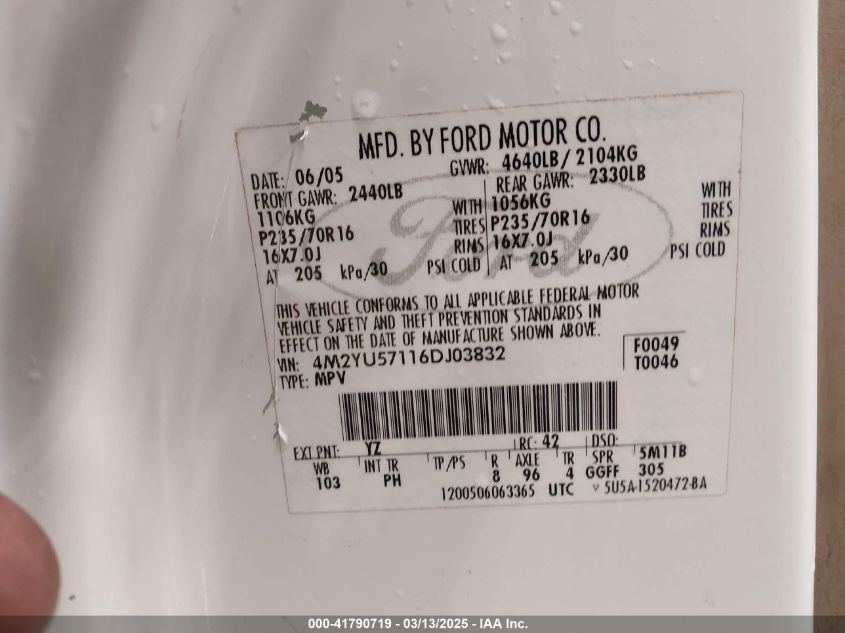 MFD. BY FORD MOTOR CO.
DATE: 06/05 GVWR: 4640LB/ 2104KG
FRONT GAWR: 2440LB REAR GAWR: 2330LB
1106KG WITH 1056KG WITH
P235/70R16 TIRES P235/70R16 TIRES
16X7.0J RIMS 16X7.0J RIMS
AT 205 kPa/30 PSI COLD AT 205 kPa/30 PSI COLD
Ford
THIS VEHICLE CONFORMS TO ALL APPLICABLE FEDERAL MOTOR
VEHICLE SAFETY AND THEFT PREVENTION STANDARDS IN
EFFECT ON THE DATE OF MANUFACTURE SHOWN ABOVE.
VIN: 4M2YU57116DJ03832 F0049
TYPE: MPV T0046
EXT PNT: YZ RC: 42 DSO:
WB INT TR TP/PS R AXLE TR SPR 5M11B
103 PH 8 96 4 GGFF 305
1200506063365 UTC 5U5A-1520472-BA
000-41790719 / 03/13/2025 - IAA Inc.